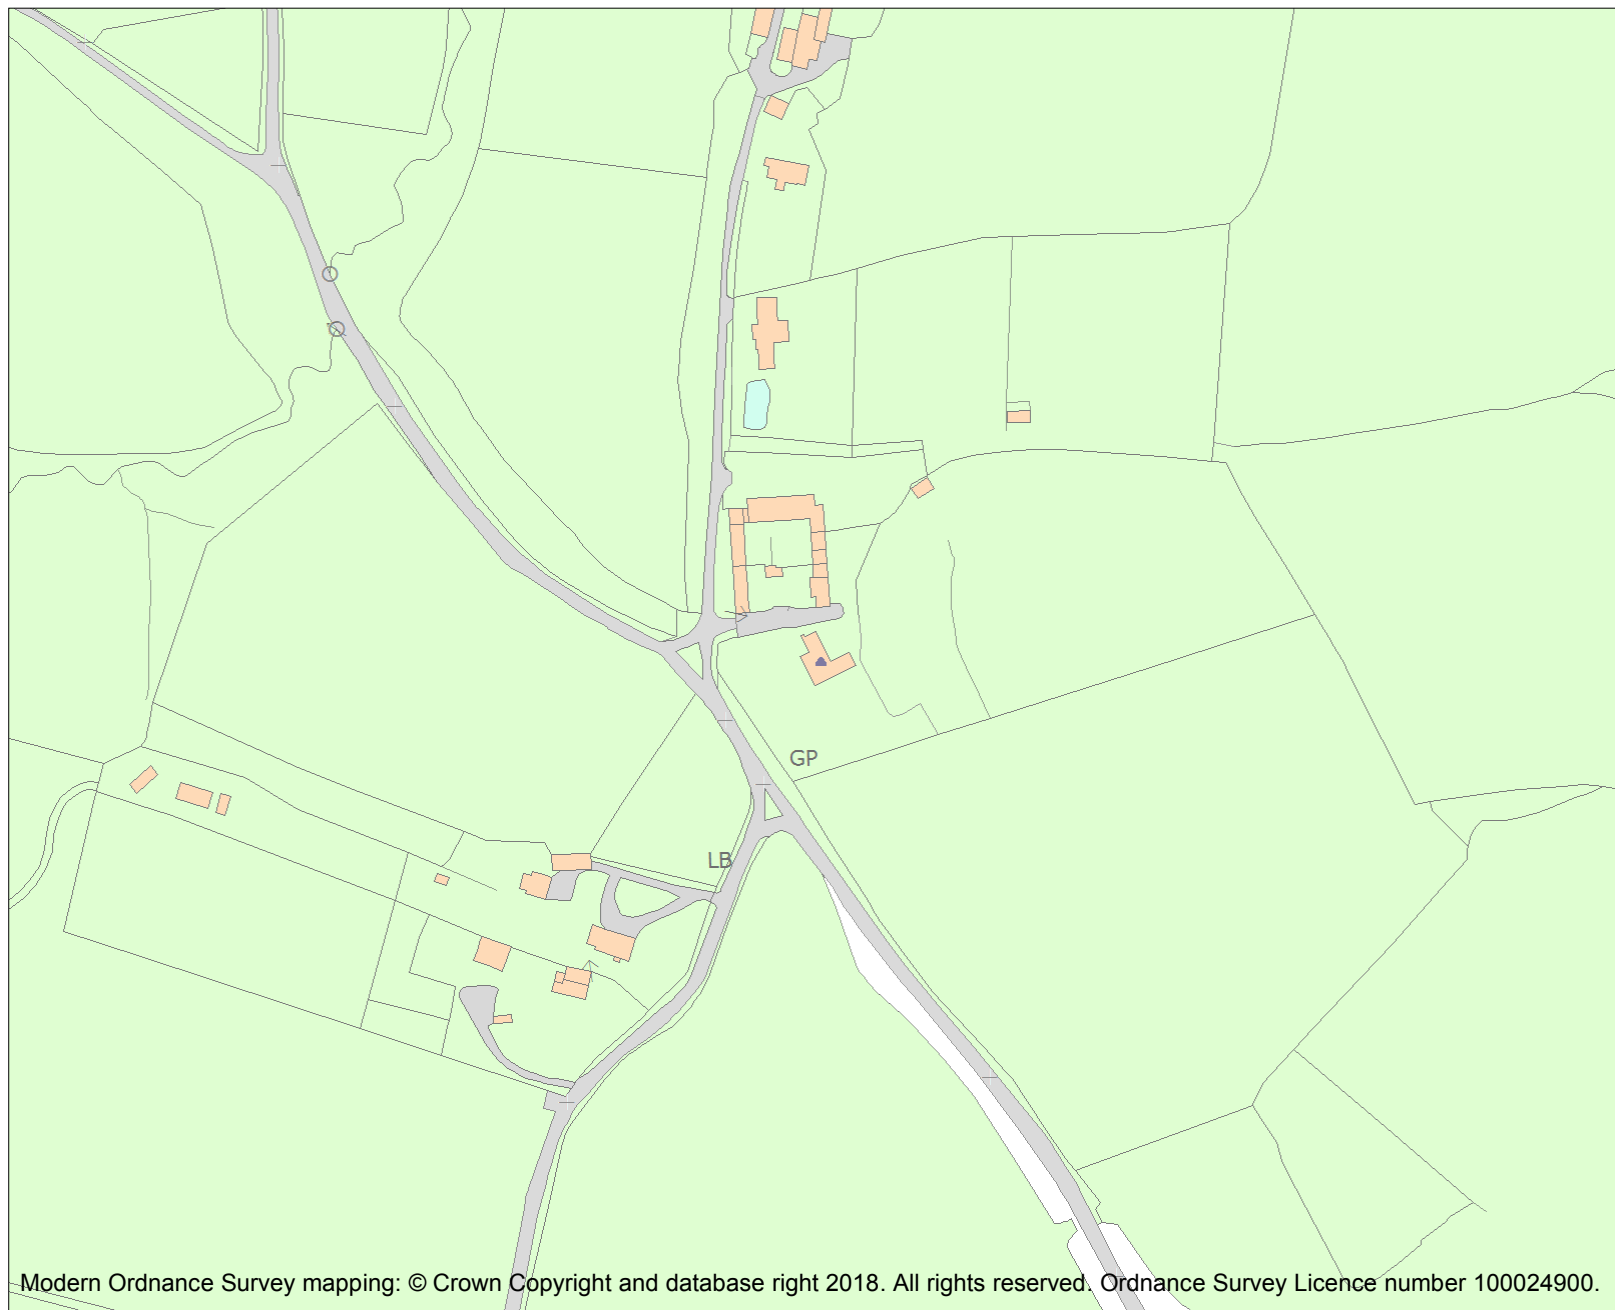 GP
LB
Modern Ordnance Survey mapping: © Crown Copyright and database right 2018. All rights reserved. Ordnance Survey Licence number 100024900.